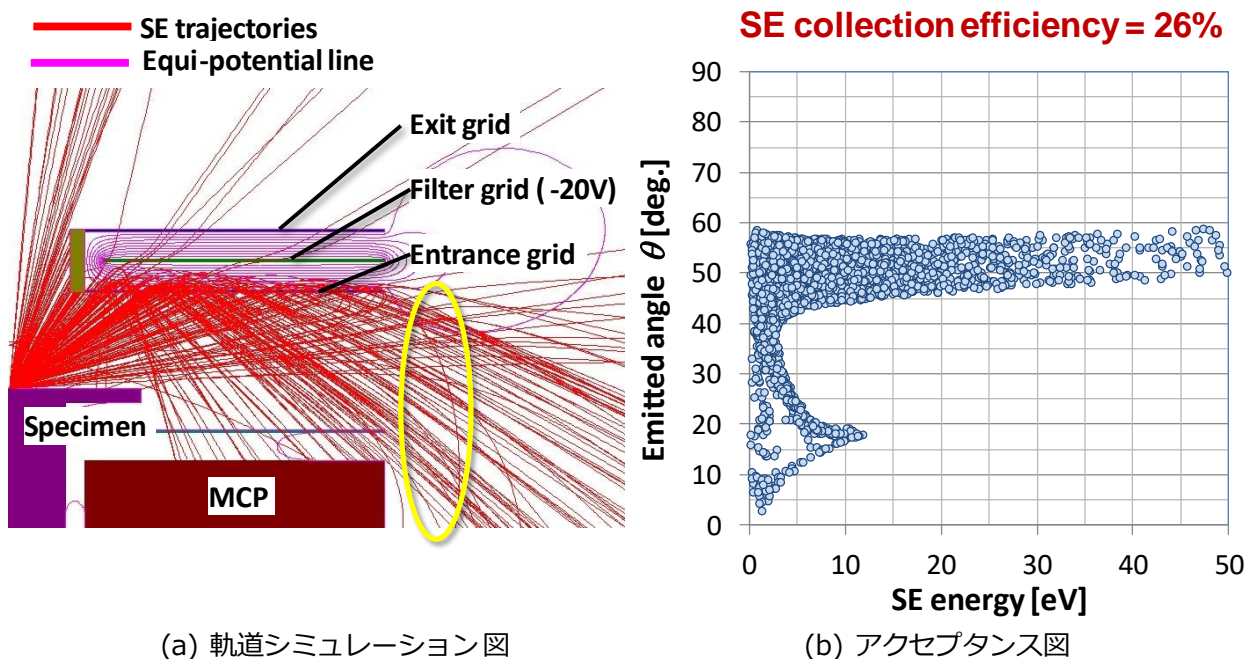 SE trajectories
Equi-potential line
Exit grid
Filter grid ( -20V)
Entrance grid
Specimen
MCP
(a) 軌道シミュレーション図
SE collection efficiency = 26%
Emitted angle θ [deg.]
90
80
70
60
50
40
30
20
10
0
0 10 20 30 40 50
SE energy [eV]
(b) アクセプタンス図